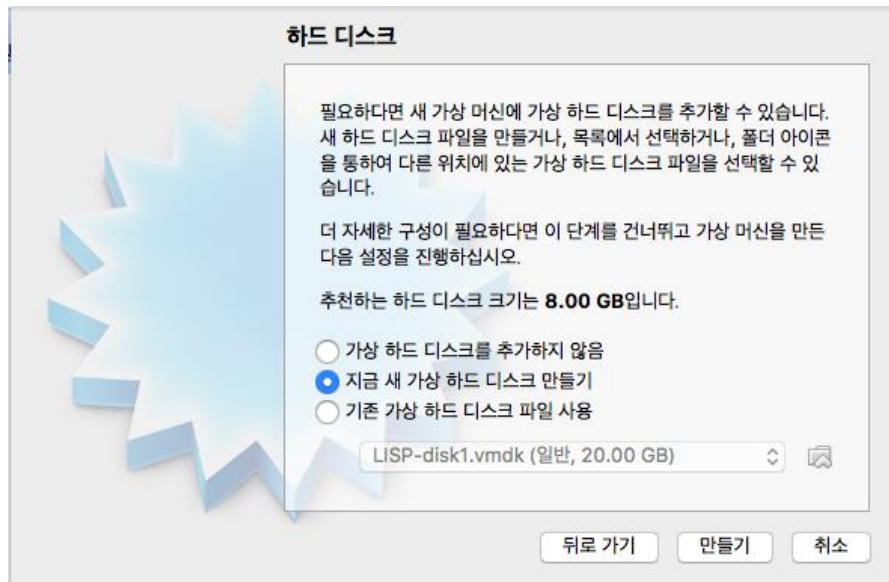 하드 디스크
필요하다면 새 가상 머신에 가상 하드 디스크를 추가할 수 있습니다.
새 하드 디스크 파일을 만들거나, 목록에서 선택하거나, 폴더 아이콘
을 통하여 다른 위치에 있는 가상 하드 디스크 파일을 선택할 수 있
습니다.
더 자세한 구성이 필요하다면 이 단계를 건너뛰고 가상 머신을 만든
다음 설정을 진행하십시오.
추천하는 하드 디스크 크기는 8.00 GB입니다.
가상 하드 디스크를 추가하지 않음
지금 새 가상 하드 디스크 만들기
기존 가상 하드 디스크 파일 사용
LISP-disk1.vmdk (일반, 20.00 GB)
뒤로 가기 만들기 취소